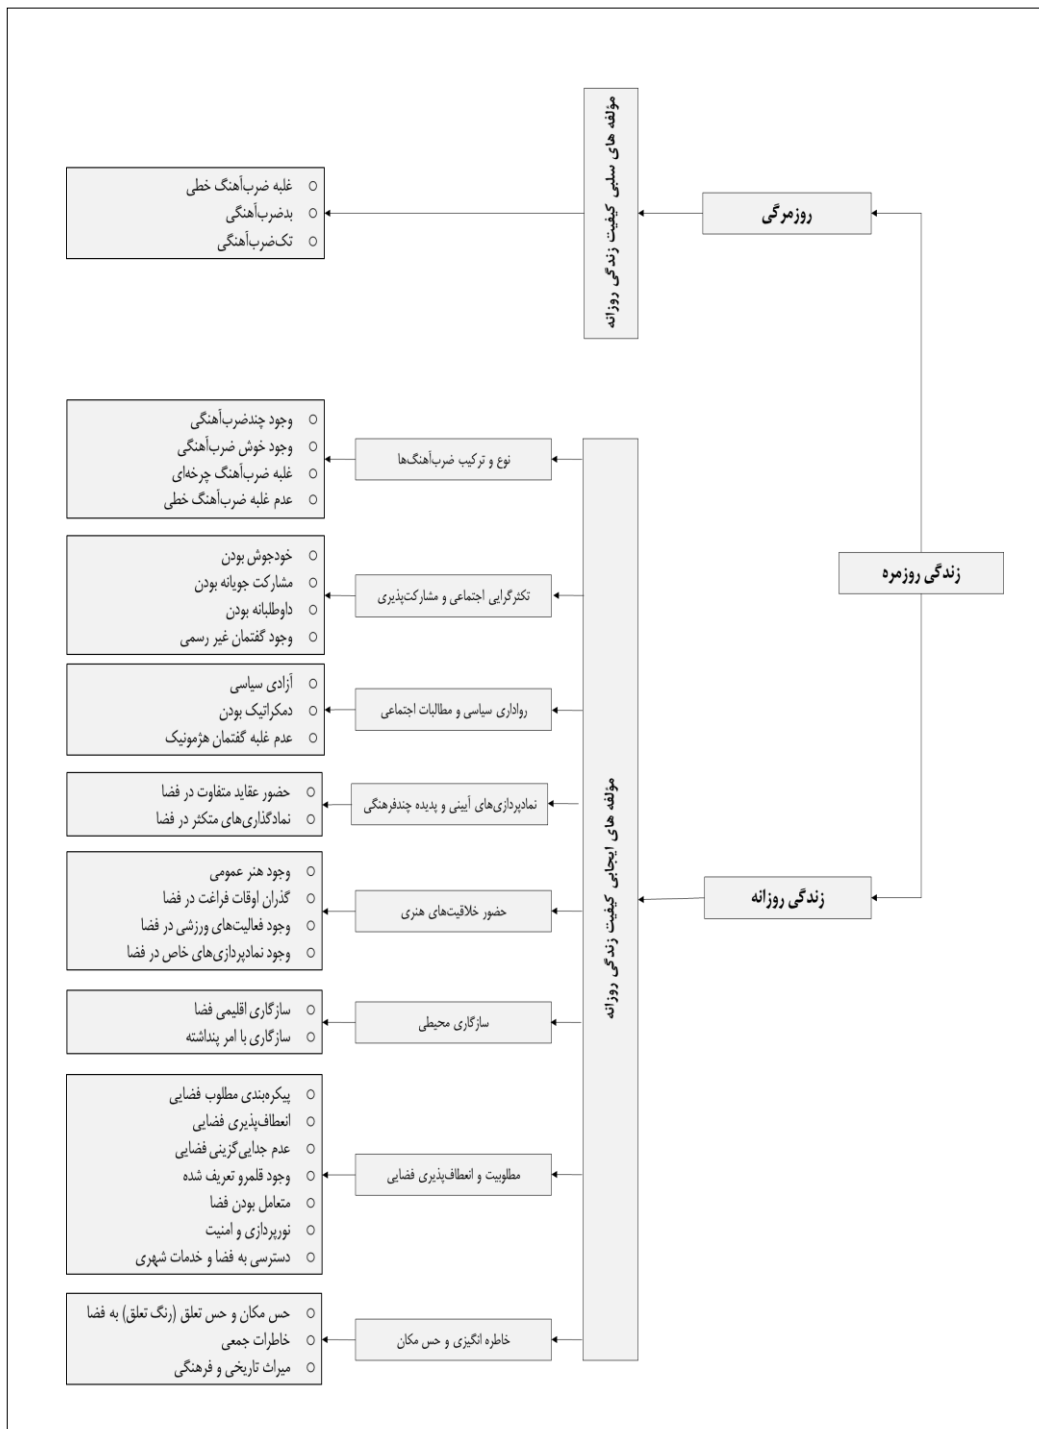 زندگی روزمره
روزمرگی
مؤلفه های سلبی کیفیت زندگی روزانه
غلبه ضرب‌آهنگ خطی
بدضرب‌آهنگی
تک‌ضرب‌آهنگی
زندگی روزانه
مؤلفه های ایجابی کیفیت زندگی روزانه
نوع و ترکیب ضرب‌آهنگ‌ها
وجود چندضرب‌آهنگی
وجود خوش ضرب‌آهنگی
غلبه ضرب‌آهنگ چرخه‌ای
عدم غلبه ضرب‌آهنگ خطی
تکثرگرایی اجتماعی و مشارکت‌پذیری
خودجوش بودن
مشارکت جویانه بودن
داوطلبانه بودن
وجود گفتمان غیر رسمی
رواداری سیاسی و مطالبات اجتماعی
آزادی سیاسی
دمکراتیک بودن
عدم غلبه گفتمان هژمونیک
نمادپردازی‌های آیینی و پدیده چندفرهنگی
حضور عقاید متفاوت در فضا
نمادگذاری‌های متکثر در فضا
حضور خلاقیت‌های هنری
وجود هنر عمومی
گذران اوقات فراغت در فضا
وجود فعالیت‌های ورزشی در فضا
وجود نمادپردازی‌های خاص در فضا
سازگاری محیطی
سازگاری اقلیمی فضا
سازگاری با امر پنداشته
مطلوبیت و انعطاف‌پذیری فضایی
پیکره‌بندی مطلوب فضایی
انعطاف‌پذیری فضایی
عدم جدایی‌گزینی فضایی
وجود قلمرو تعریف شده
متعامل بودن فضا
نورپردازی و امنیت
دسترسی به فضا و خدمات شهری
خاطره انگیزی و حس مکان
حس مکان و حس تعلق (رنگ تعلق) به فضا
خاطرات جمعی
میراث تاریخی و فرهنگی